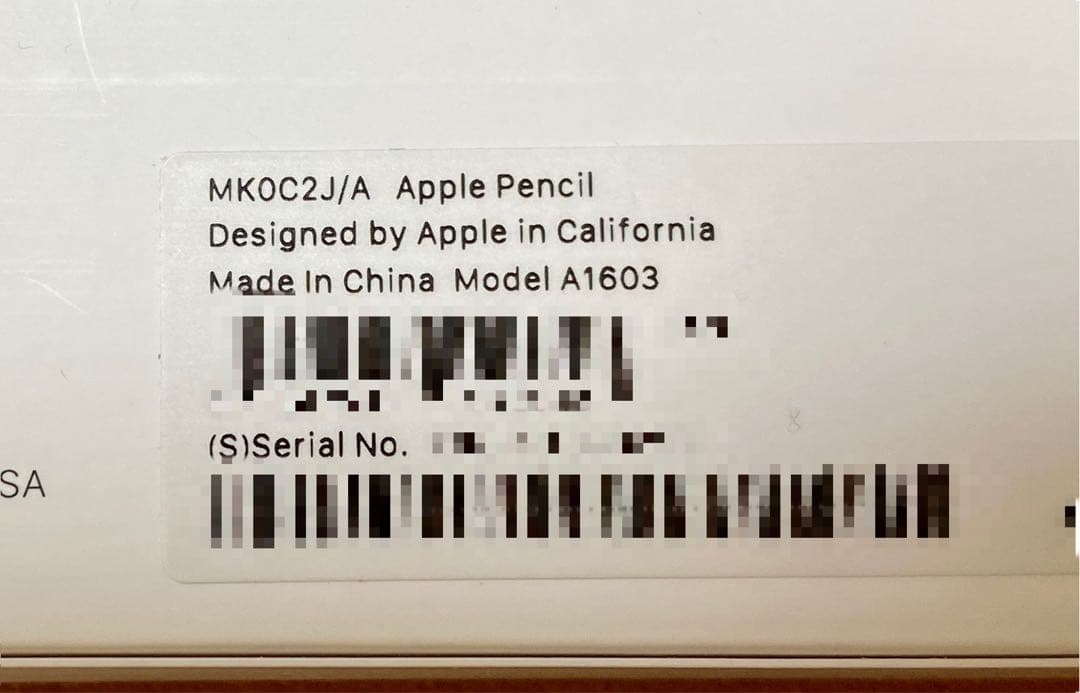 MK0C2J/A Apple Pencil
Designed by Apple in California
Made In China Model A1603
(S)Serial No.
SA